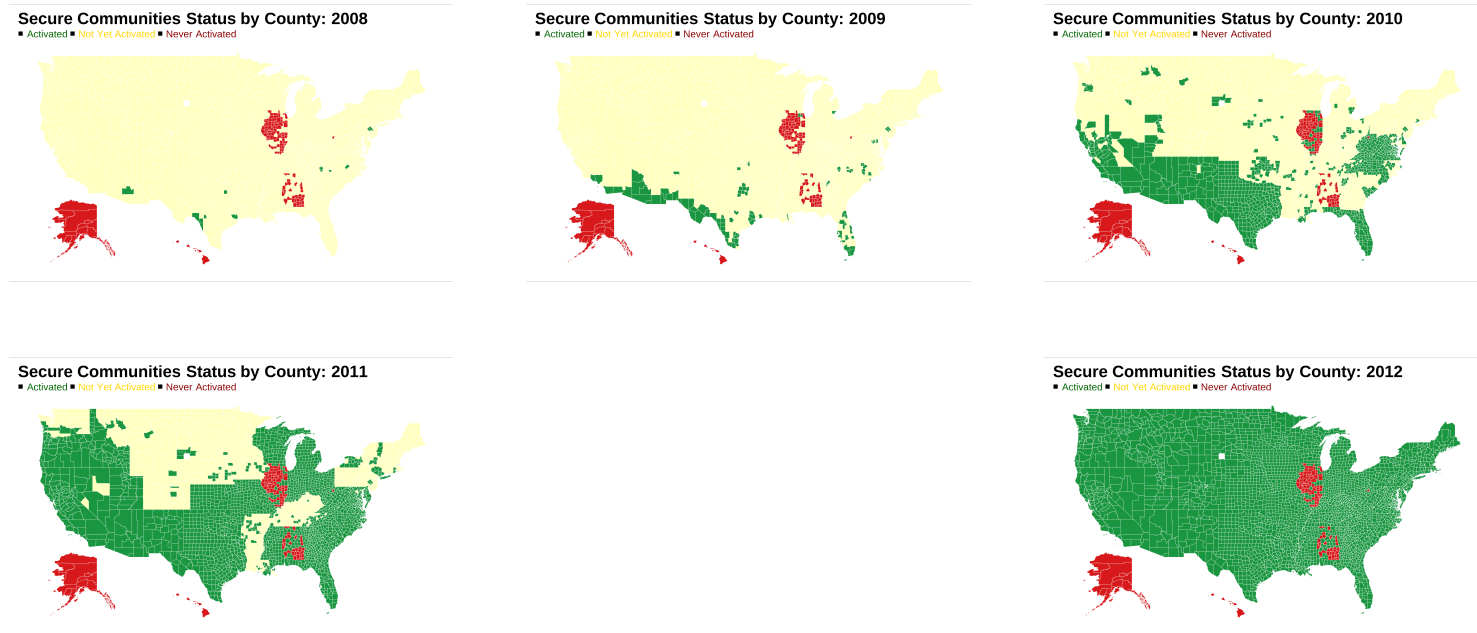 Secure Communities Status by County: 2008
Activated Not Yet Activated Never Activated
Secure Communities Status by County: 2009
Activated Not Yet Activated Never Activated
Secure Communities Status by County: 2010
Activated Not Yet Activated Never Activated
Secure Communities Status by County: 2011
Activated Not Yet Activated Never Activated
Secure Communities Status by County: 2012
Activated Not Yet Activated Never Activated